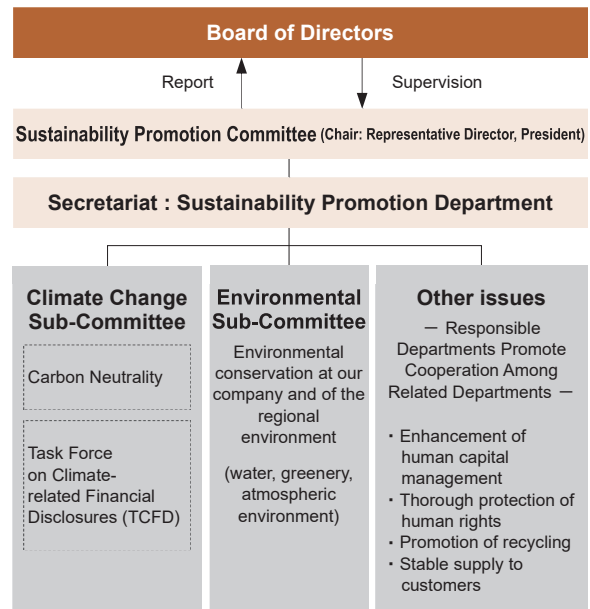 Board of Directors
Report
Supervision
Sustainability Promotion Committee (Chair: Representative Director, President)
Secretariat : Sustainability Promotion Department
Climate Change
Sub-Committee
Carbon Neutrality
Task Force
on Climate-
related Financial
Disclosures (TCFD)
Environmental
Sub-Committee
Environmental
conservation at our
company and of the
regional
environment
(water, greenery,
atmospheric
environment)
Other issues
— Responsible
Departments Promote
Cooperation Among
Related Departments —
・Enhancement of
human capital
management
・Thorough protection of
human rights
・Promotion of recycling
・Stable supply to
customers